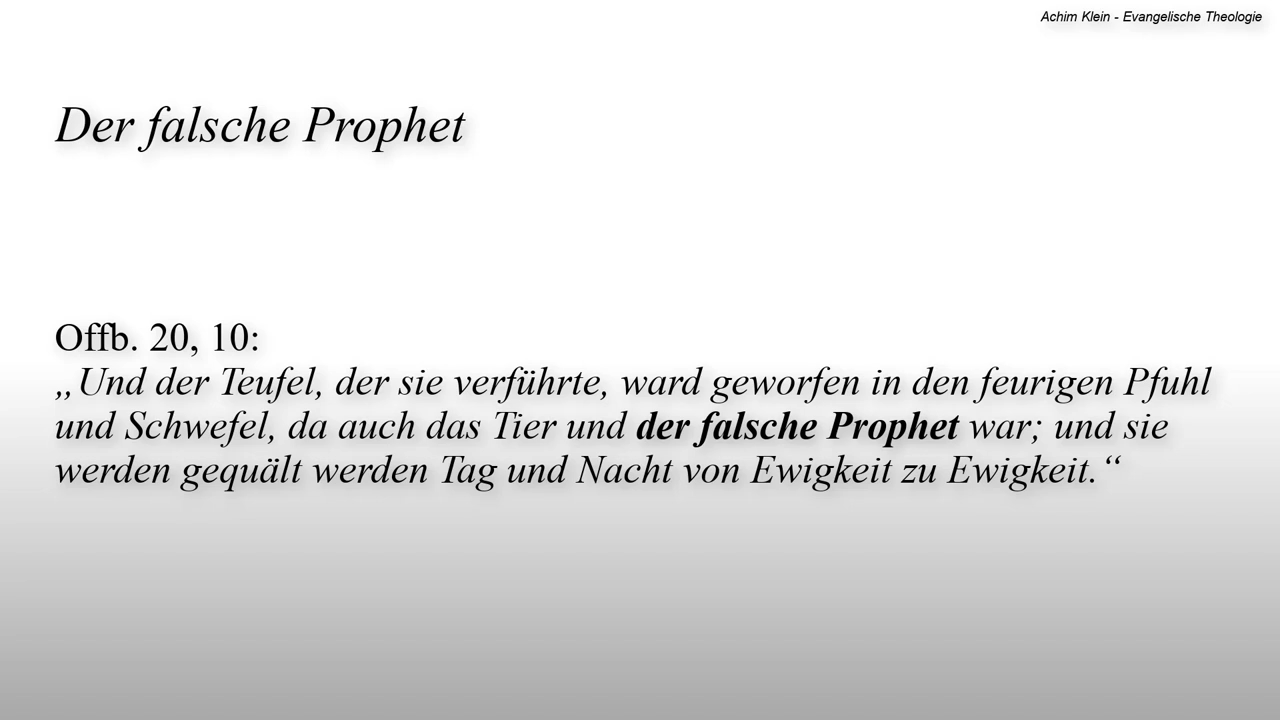 Achim Klein - Evangelische Theologie
Der falsche Prophet
Offb. 20, 10:
„Und der Teufel, der sie verführte, ward geworfen in den feurigen Pfuhl
und Schwefel, da auch das Tier und der falsche Prophet war; und sie
werden gequält werden Tag und Nacht von Ewigkeit zu Ewigkeit.“